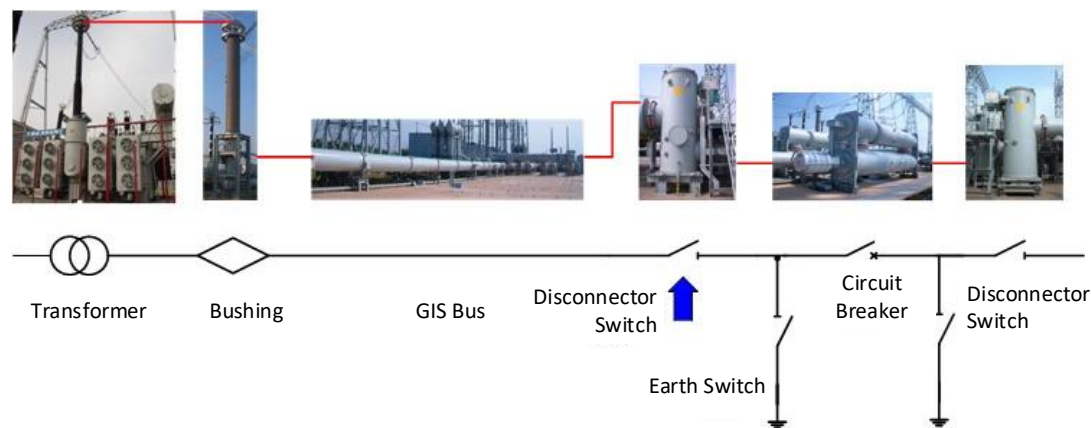 Transformer
Bushing
GIS Bus
Disconnector
Switch
Circuit
Breaker
Disconnector
Switch
Earth Switch